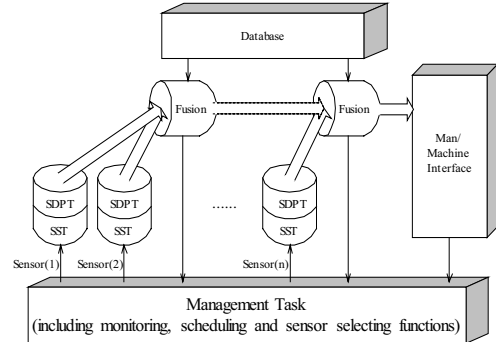 Database
Fusion
Fusion
Man/
Machine
Interface
SDPT
SDPT
SDPT
SST
SST
......
SST
Sensor(1)
Sensor(2)
Sensor(n)
Management Task
(including monitoring, scheduling and sensor selecting functions)